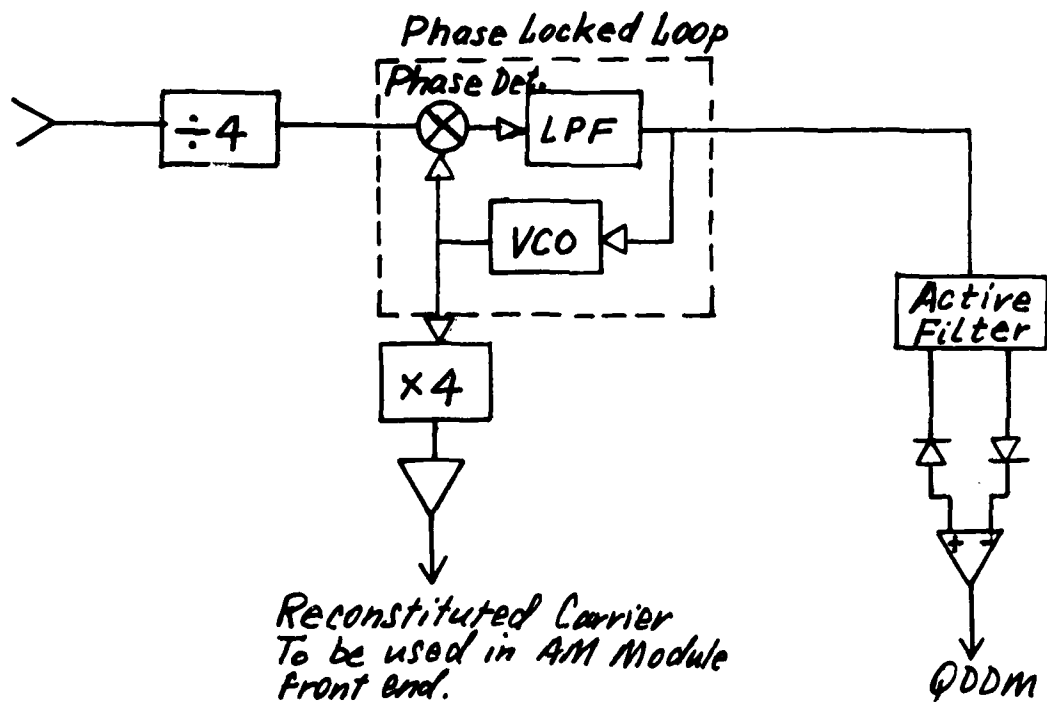 Phase Locked Loop
Phase Det.
÷4
LPF
VCO
Active
Filter
×4
+ −
Reconstituted Carrier
To be used in AM Module
Front end.
QDDM